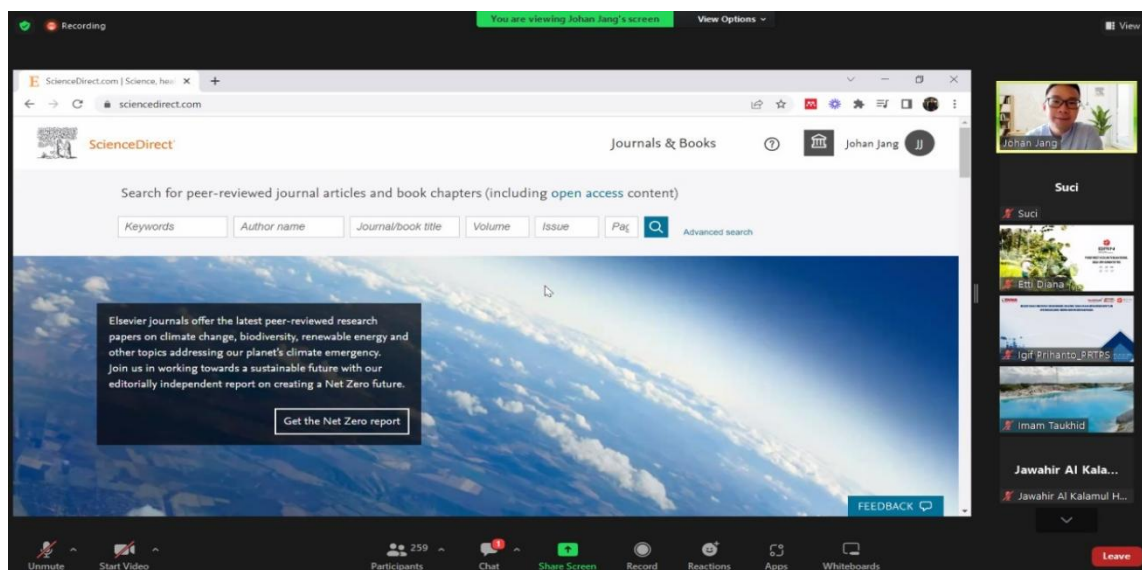 Recording
You are viewing Johan Jang's screen
View Options
View
ScienceDirect.com | Science, hea
sciencedirect.com
ScienceDirect
Journals & Books
Johan Jang
JJ
Search for peer-reviewed journal articles and book chapters (including open access content)
Keywords
Author name
Journal/book title
Volume
Issue
Pag
Advanced search
Elsevier journals offer the latest peer-reviewed research
papers on climate change, biodiversity, renewable energy and
other topics addressing our planet's climate emergency.
Join us in working towards a sustainable future with our
editorially independent report on creating a Net Zero future.
Get the Net Zero report
FEEDBACK
Johan Jang
Suci
Suci
Etti Diana
Igif Prihanto_PRTPS
Imam Taukhid
Jawahir Al Kala...
Jawahir Al Kalamul H...
Unmute
Start Video
259
Participants
1
Chat
Share Screen
Record
Reactions
Apps
Whiteboards
Leave